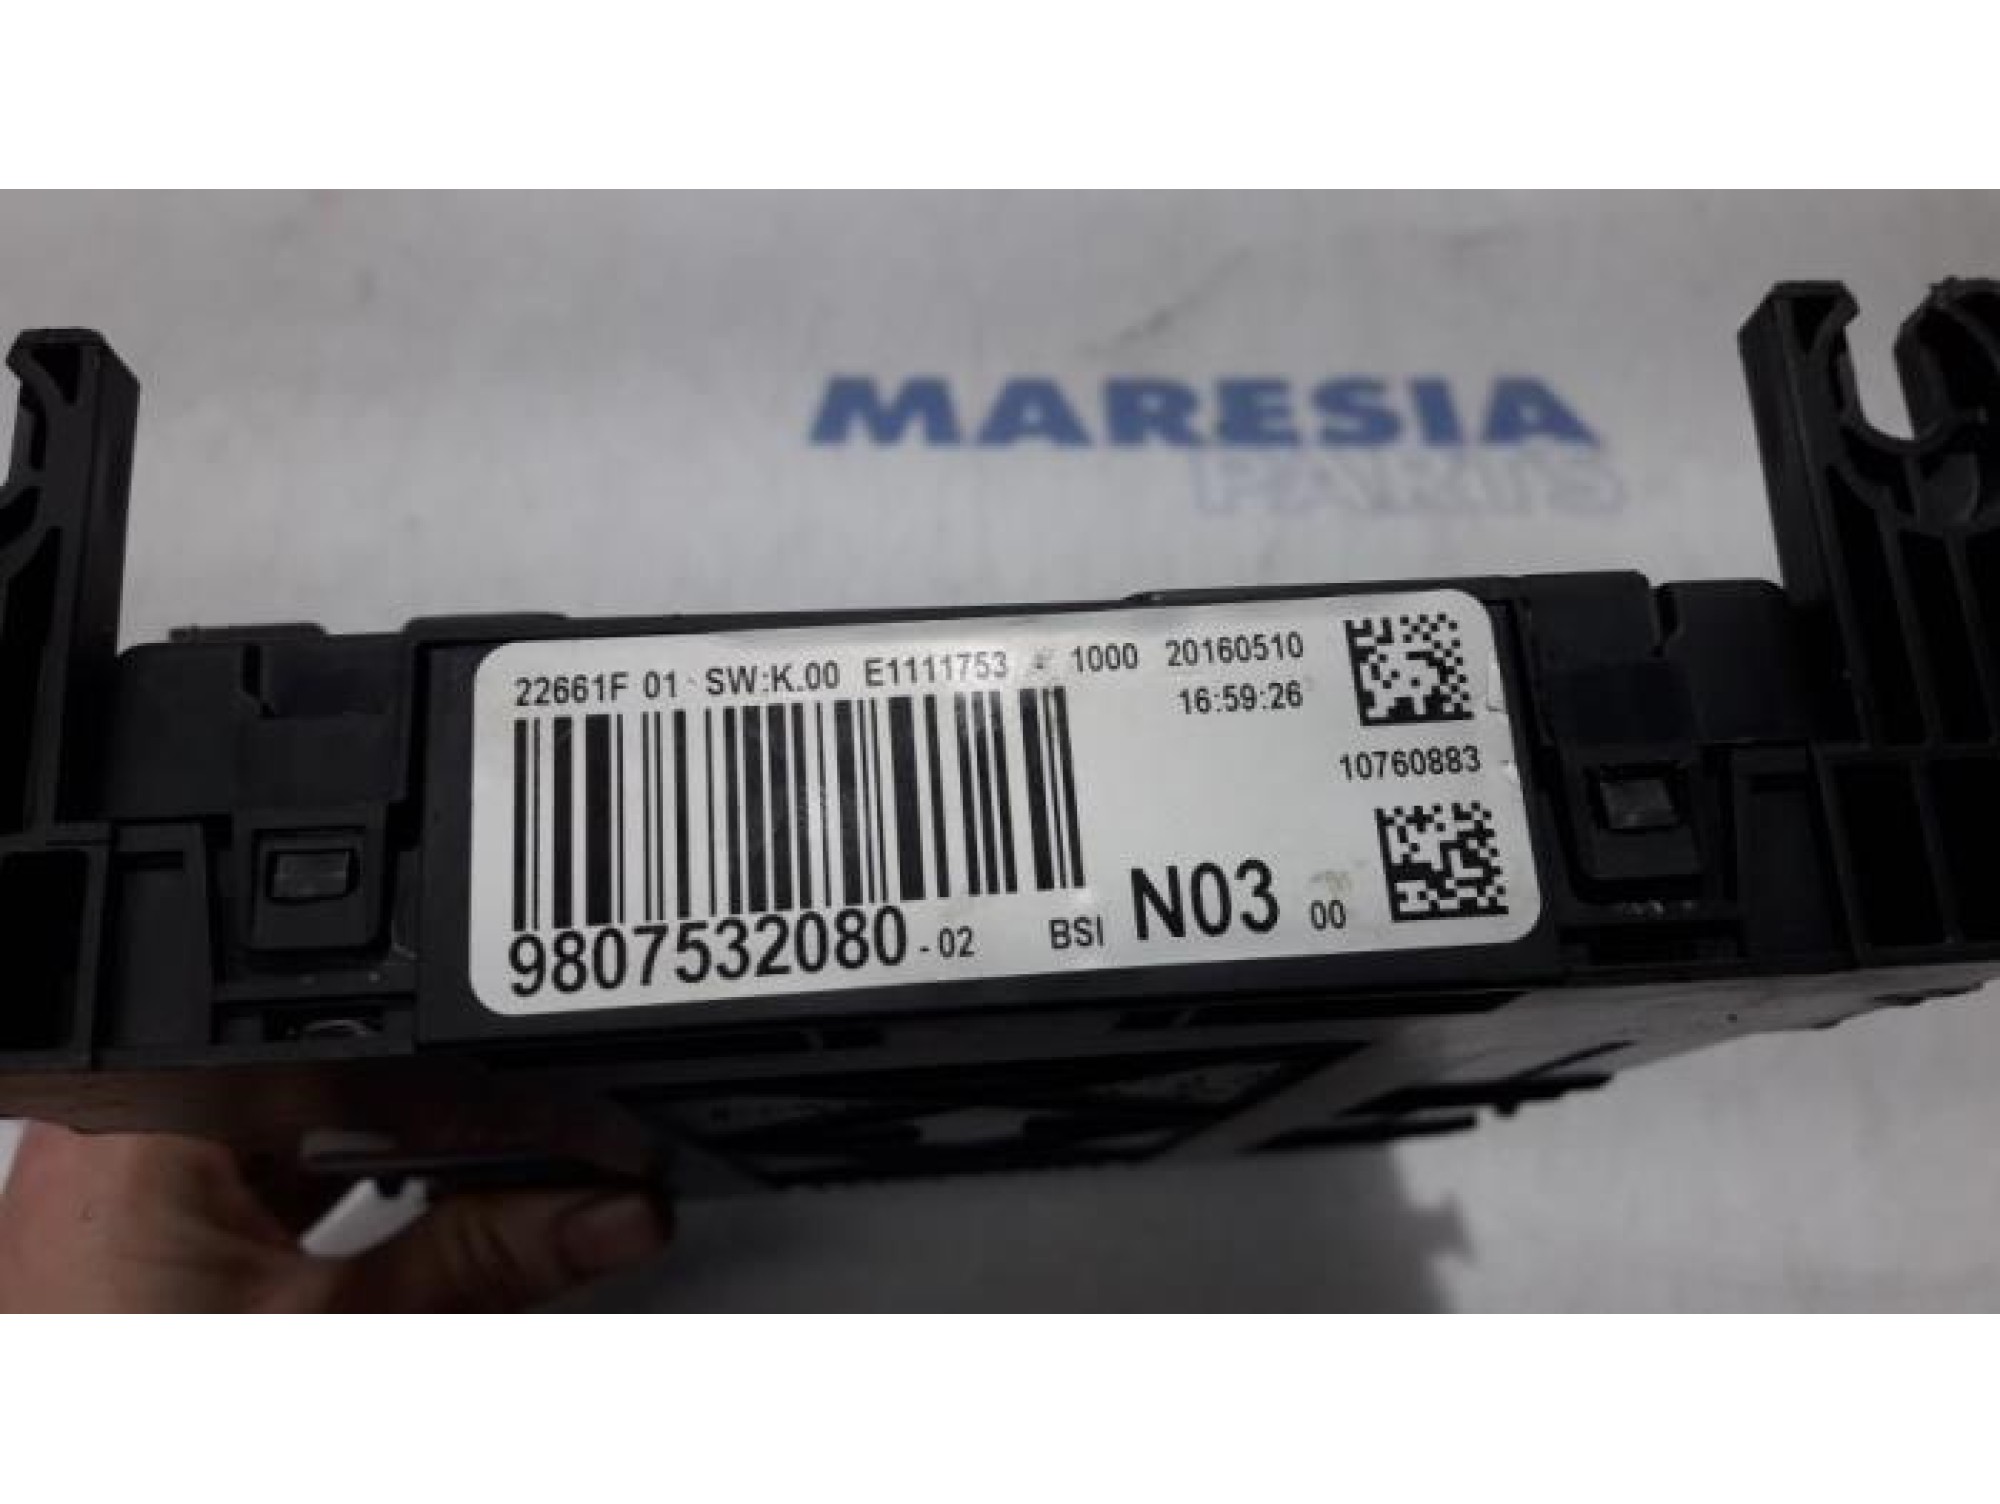 MARESIA
PARTS
22661F 01 SW:K.00 E1111753 1000 20160510
16:59:26
10760883
9807532080 -02 BSI N03 00